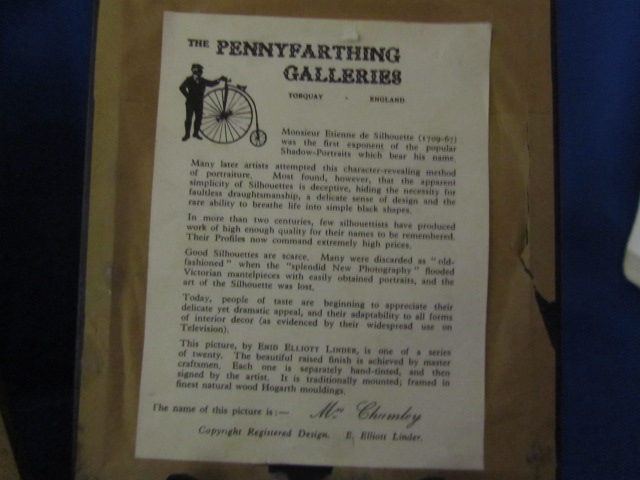 THE PENNYFARTHING
GALLERIES
TORQUAY - ENGLAND
Monsieur Etienne de Silhouette (1709-67)
was the first exponent of the popular
Shadow-Portraits which bear his name.
Many later artists attempted this character-revealing method
of portraiture. Most found, however, that the apparent
simplicity of Silhouettes is deceptive, hiding the necessity for
faultless draughtsmanship, a delicate sense of design and the
rare ability to breathe life into simple black shapes.
In more than two centuries, few silhouettists have produced
work of high enough quality for their names to be remembered.
Their Profiles now command extremely high prices.
Good Silhouettes are scarce. Many were discarded as "old-
fashioned" when the "splendid New Photography" flooded
Victorian mantelpieces with easily obtained portraits, and the
art of the Silhouette was lost.
Today, people of taste are beginning to appreciate their
delicate yet dramatic appeal, and their adaptability to all forms
of interior decor (as evidenced by their widespread use on
Television).
This picture, by ENID ELLIOTT LINDER, is one of a series
of twenty. The beautiful raised finish is achieved by master
craftsmen. Each one is separately hand-tinted, and then
signed by the artist. It is traditionally mounted; framed in
finest natural wood Hogarth mouldings.
The name of this picture is :— Mrs Chumley
Copyright Registered Design. E. Elliott Linder.